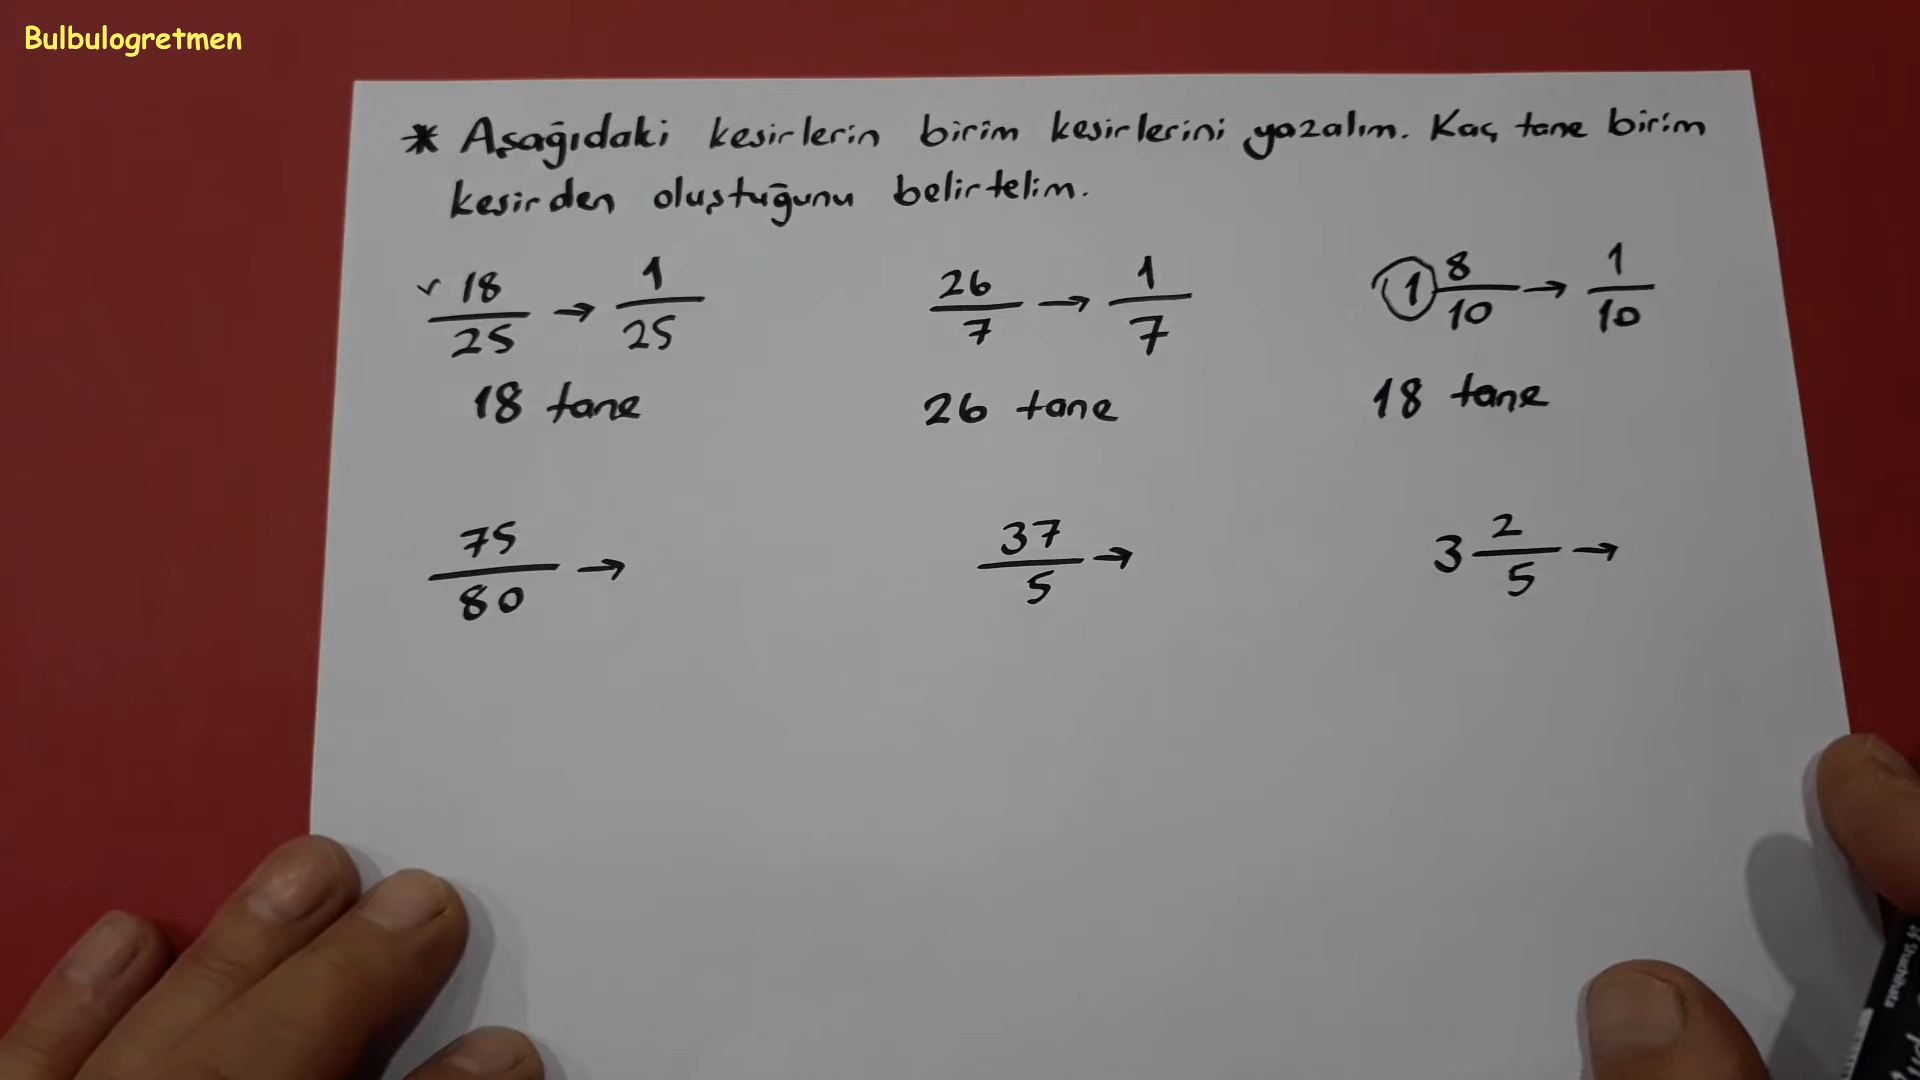 Bulbulogretmen
* Aşağıdaki kesirlerin birim kesirlerini yazalım. Kaç tane birim
kesirden oluştuğunu belirtelim.
✓ 18/25 → 1/25
26/7 → 1/7
1 8/10 → 1/10
18 tane
26 tane
18 tane
75/80 →
37/5 →
3 2/5 →